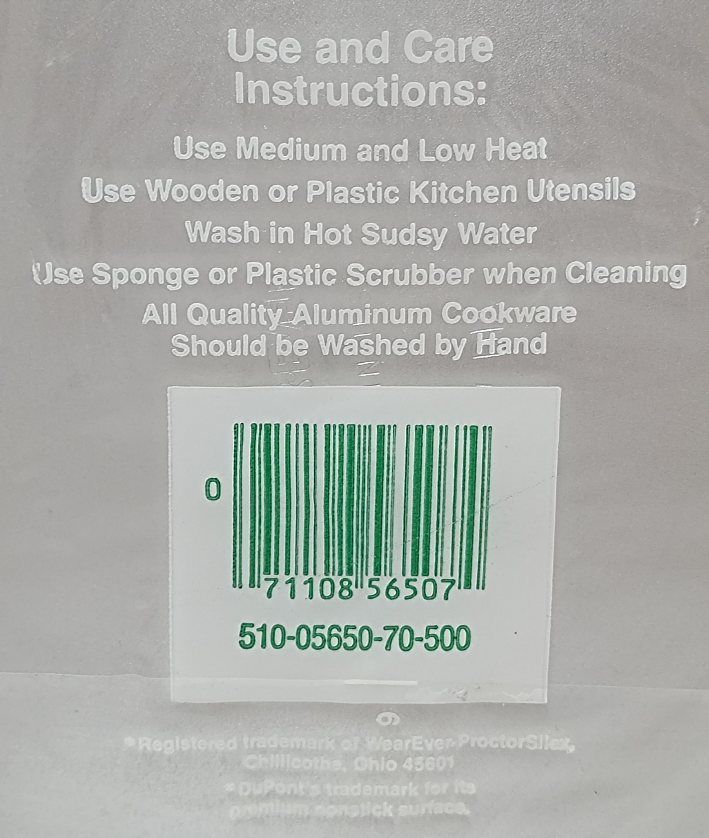 Use and Care
Instructions:
Use Medium and Low Heat
Use Wooden or Plastic Kitchen Utensils
Wash in Hot Sudsy Water
Use Sponge or Plastic Scrubber when Cleaning
All Quality Aluminum Cookware
Should be Washed by Hand
0
71108 56507
510-05650-70-500
*Registered trademark of WearEver-ProctorSilex,
Chillicothe, Ohio 45601
*DuPont's trademark for its
premium nonstick surface.